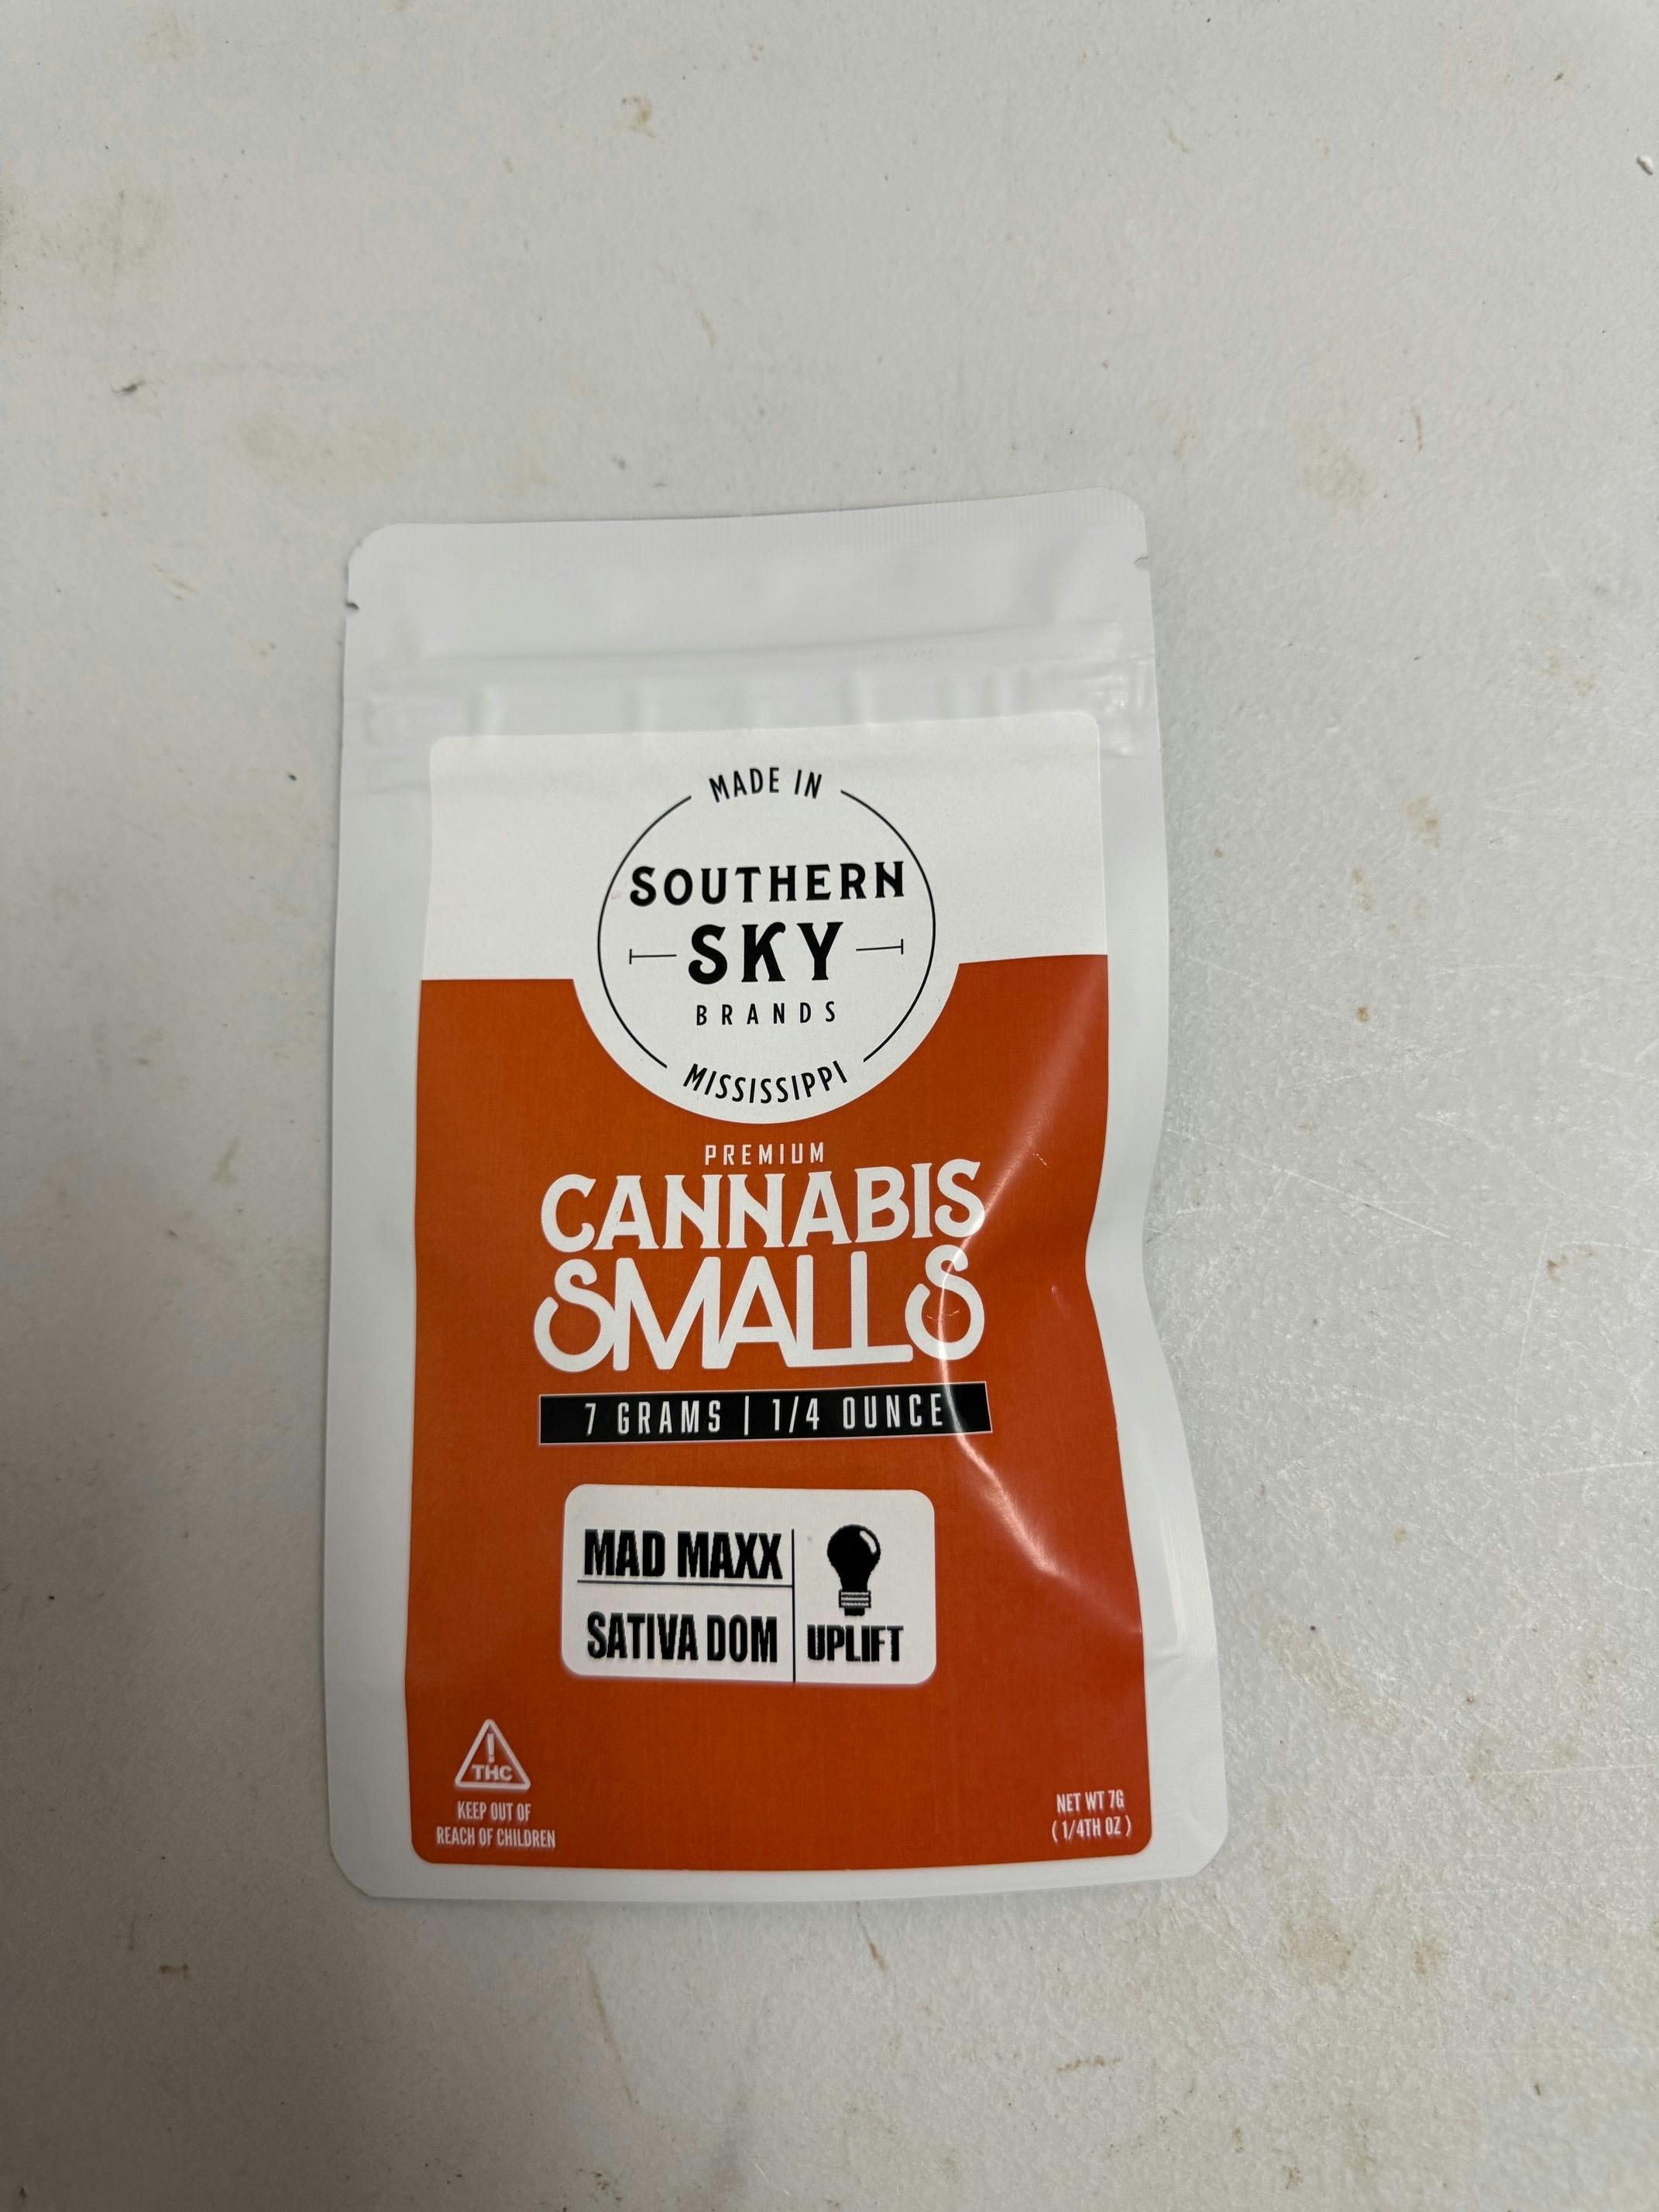 MADE IN
SOUTHERN
SKY
BRANDS
MISSISSIPPI
PREMIUM
CANNABIS
SMALLS
7 GRAMS | 1/4 OUNCE
MAD MAXX
SATIVA DOM
UPLIFT
!
THC
KEEP OUT OF
REACH OF CHILDREN
NET WT 7G
( 1/4TH OZ )